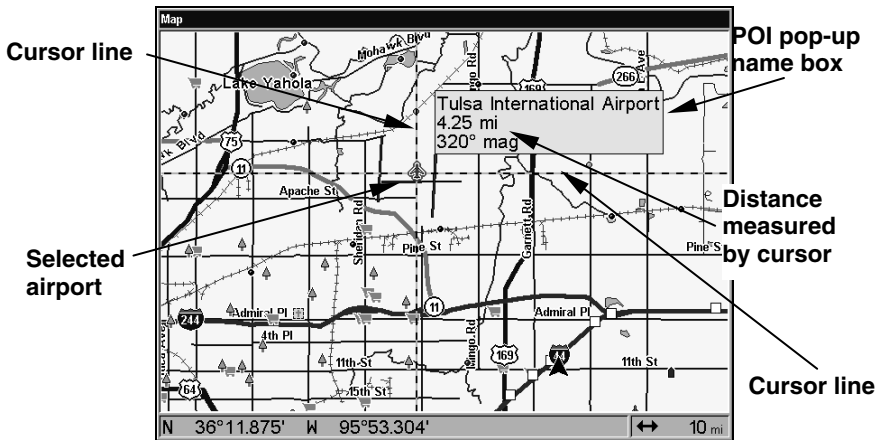 Map
Cursor line
POI pop-up
name box
Mohawk Blvd
266
169
Lake Yahola
Tulsa International Airport
4.25 mi
320° mag
75
11
Apache St
Sheridan Rd
Garnett Rd
Distance
measured
by cursor
Pine St
Pine S
Selected
airport
11
244
Admiral Pl
Admiral Pl
4th Pl
Mingo Rd
169
44
11th St
11th St
Cursor line
64
15th St
N 36°11.875' W 95°53.304'
10 mi